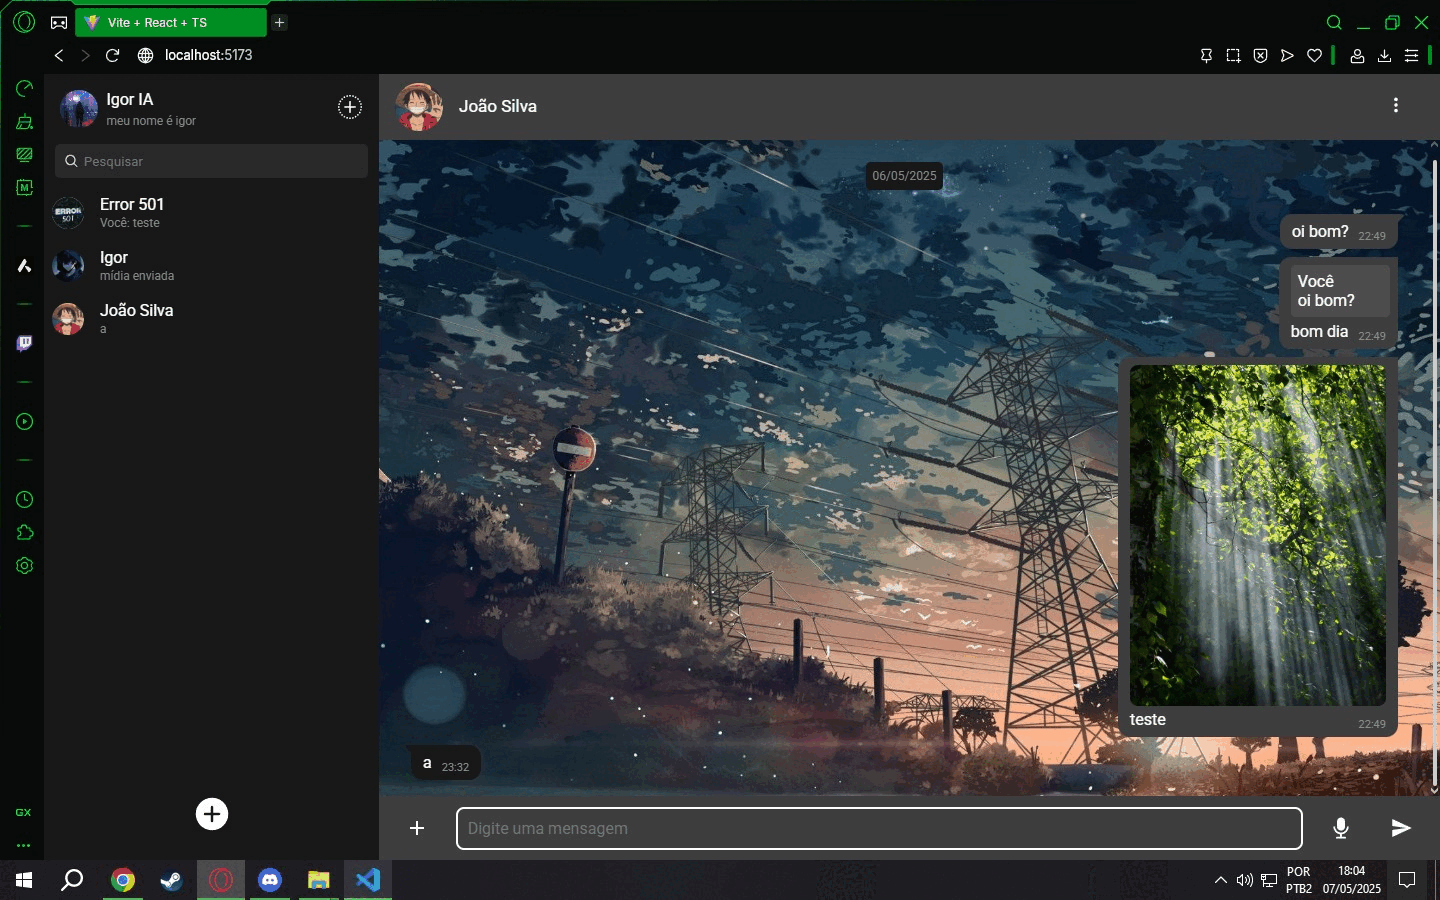 Vite + React + TS
localhost:5173
Igor IA
meu nome é igor
Pesquisar
ERROR
501
Error 501
Você: teste
Igor
mídia enviada
João Silva
a
João Silva
06/05/2025
oi bom? 22:49
Você
oi bom?
bom dia 22:49
teste 22:49
a 23:32
Digite uma mensagem
M
GX
POR
PTB2
18:04
07/05/2025